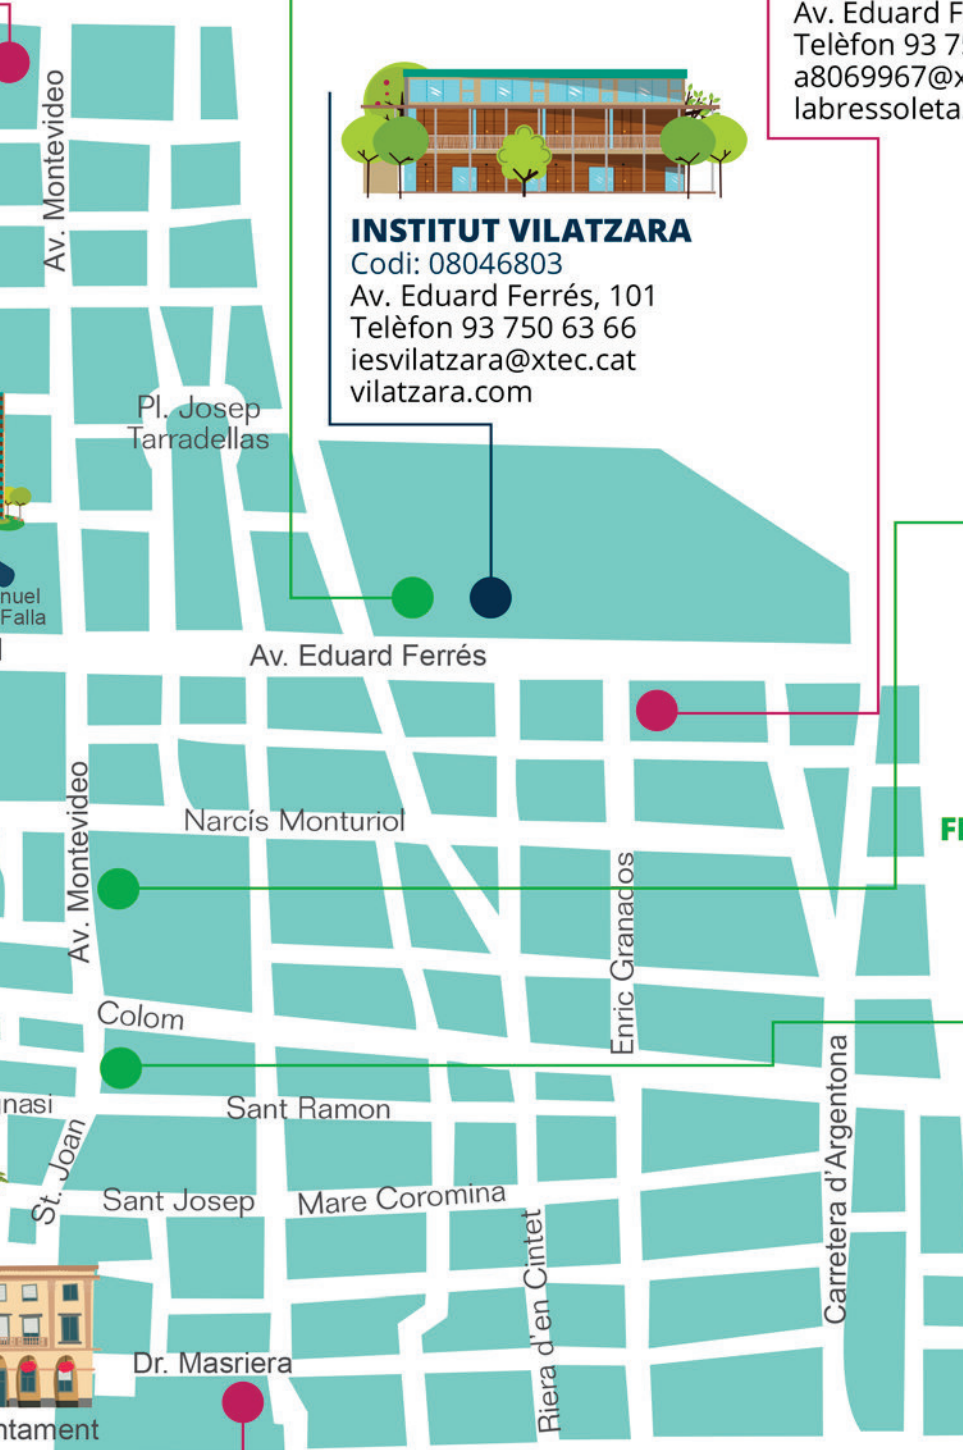 Av. Eduard F
Telèfon 93 75
a8069967@x
labressoleta.
Av. Montevideo
INSTITUT VILATZARA
Codi: 08046803
Av. Eduard Ferrés, 101
Telèfon 93 750 63 66
iesvilatzara@xtec.cat
vilatzara.com
Pl. Josep
Tarradellas
nuel
Falla
Av. Eduard Ferrés
Av. Montevideo
Narcís Monturiol
Enric Granados
Colom
gnasi
Sant Ramon
St. Joan
Sant Josep
Mare Coromina
Riera d'en Cintet
Carretera d'Argentona
Dr. Masriera
ntament